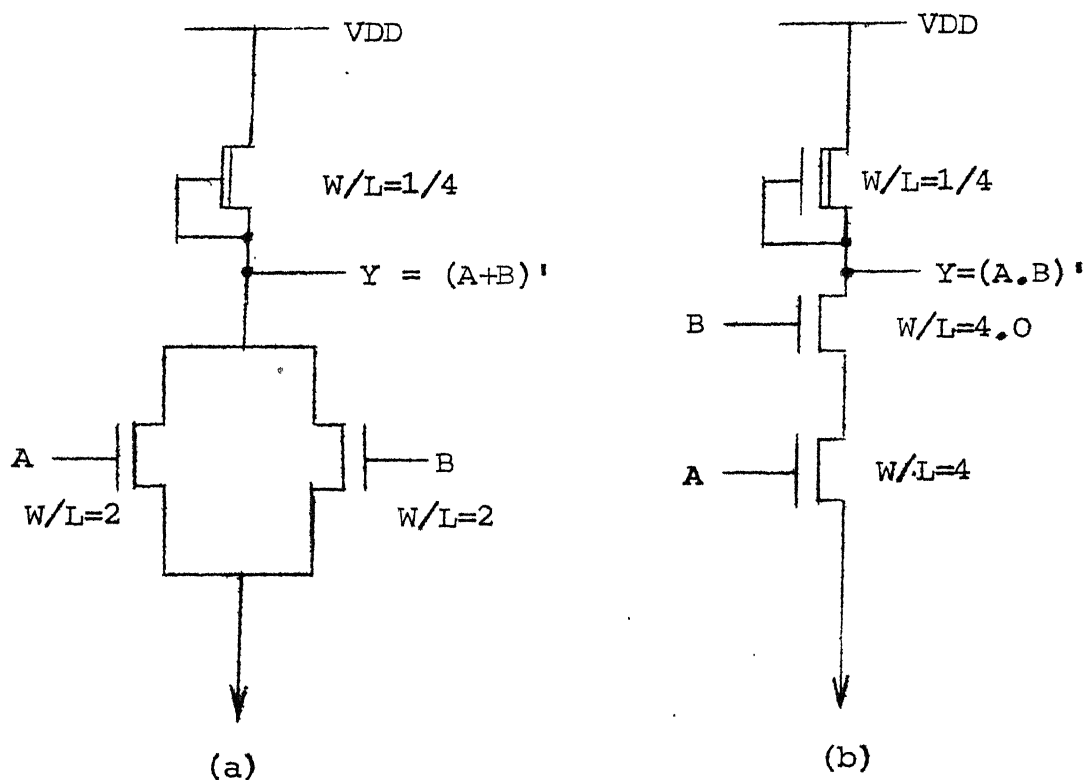 VDD
W/L=1/4
Y = (A+B)'
A
B
W/L=2
W/L=2
(a)
VDD
W/L=1/4
Y=(A.B)'
B
W/L=4.0
A
W/L=4
(b)